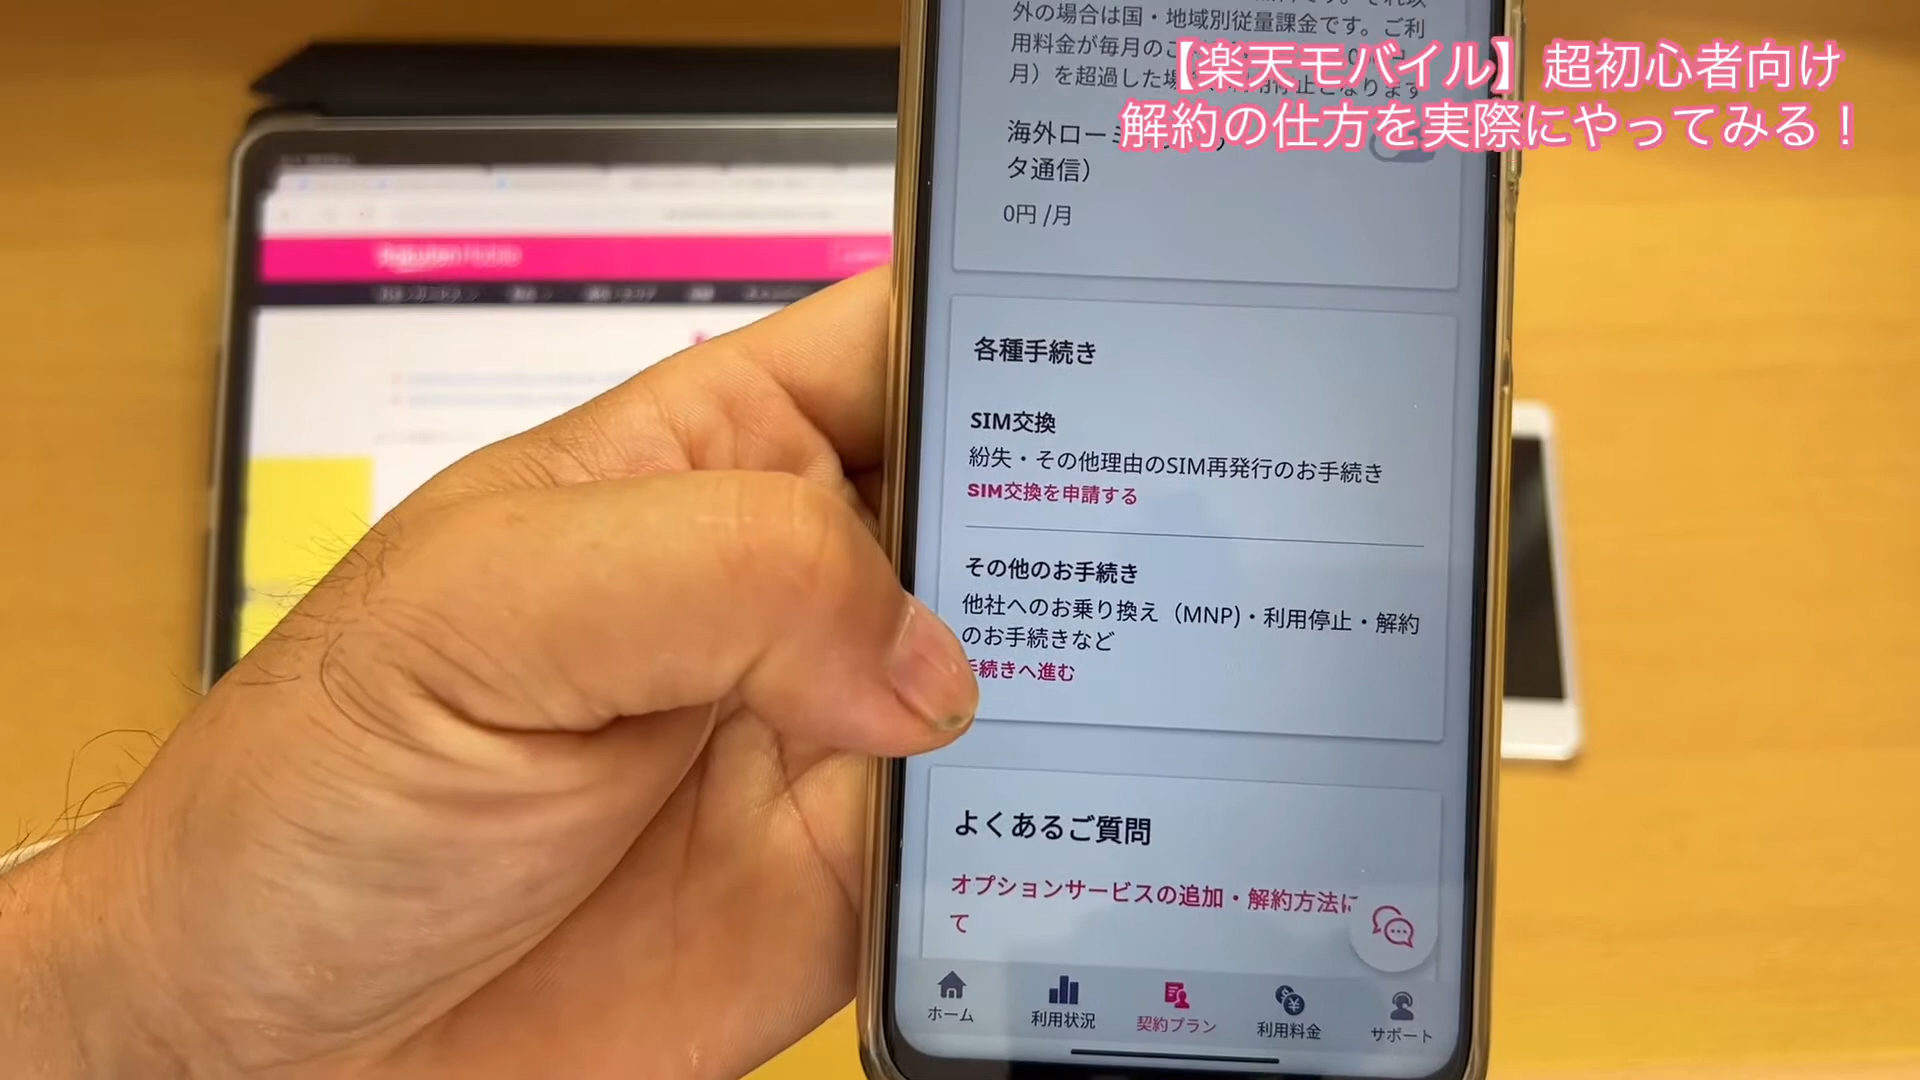 【楽天モバイル】超初心者向け
解約の仕方を実際にやってみる！
外の場合は国・地域別従量課金です。ご利
用料金が毎月のご
月）を超過した場
海外ロー
タ通信）
0円 /月
各種手続き
SIM交換
紛失・その他理由のSIM再発行のお手続き
SIM交換を申請する
その他のお手続き
他社へのお乗り換え（MNP)・利用停止・解約
のお手続きなど
手続きへ進む
よくあるご質問
オプションサービスの追加・解約方法に
て
ホーム
利用状況
契約プラン
利用料金
サポート
Rakuten Mobile